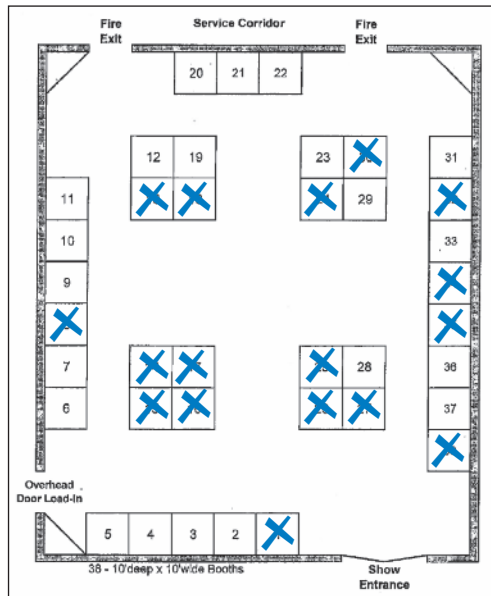 Fire Exit
Service Corridor
Fire Exit
20 21 22
12 19
23
31
11
29
10
33
9
7
28
36
6
37
Overhead
Door Load-In
5 4 3 2
38 - 10'deep x 10'wide Booths
Show
Entrance